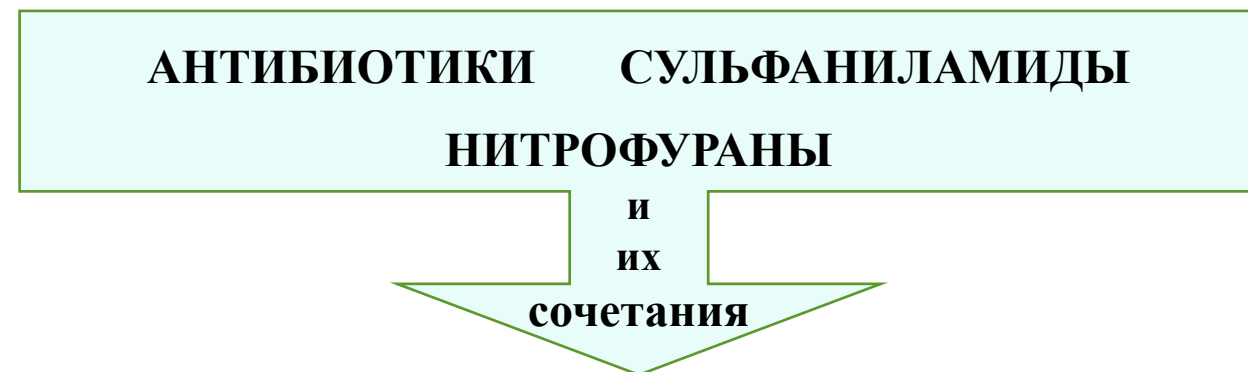 АНТИБИОТИКИ СУЛЬФАНИЛАМИДЫ
НИТРОФУРАНЫ
и
их
сочетания